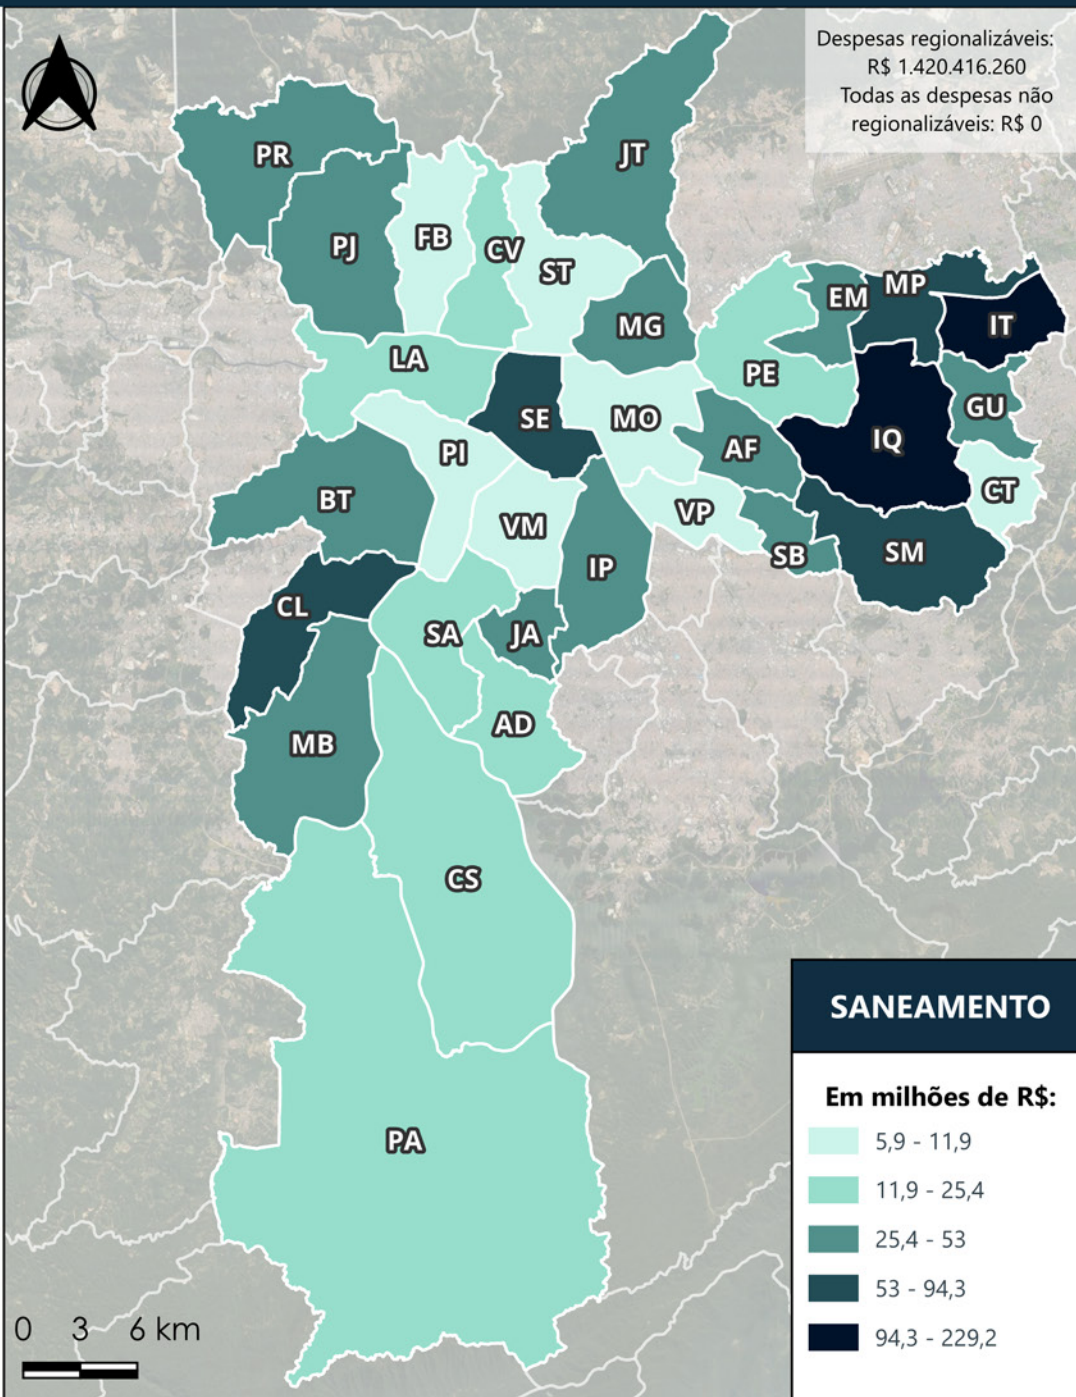 Despesas regionalizáveis:
R$ 1.420.416.260
Todas as despesas não
regionalizáveis: R$ 0
PR
JT
PJ
FB
CV
ST
MG
EM
MP
IT
LA
PE
SE
MO
GU
PI
AF
IQ
BT
CT
VM
VP
SB
SM
IP
CL
SA
JA
AD
MB
CS
PA
SANEAMENTO
Em milhões de R$:
5,9 - 11,9
11,9 - 25,4
25,4 - 53
53 - 94,3
94,3 - 229,2
0 3 6 km